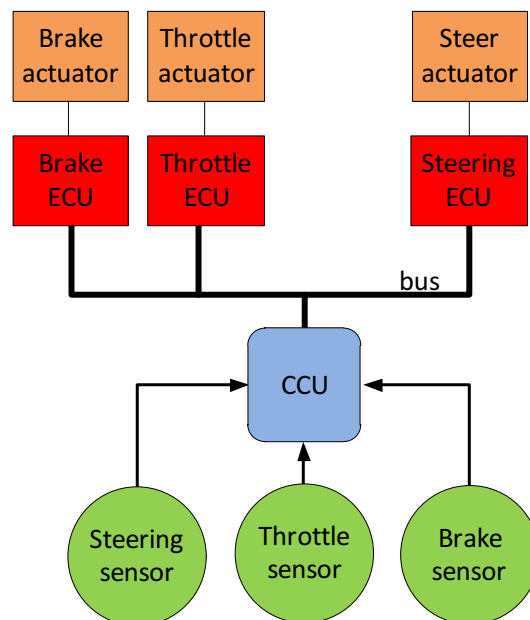 Brake
actuator
Throttle
actuator
Steer
actuator
Brake
ECU
Throttle
ECU
Steering
ECU
bus
CCU
Steering
sensor
Throttle
sensor
Brake
sensor